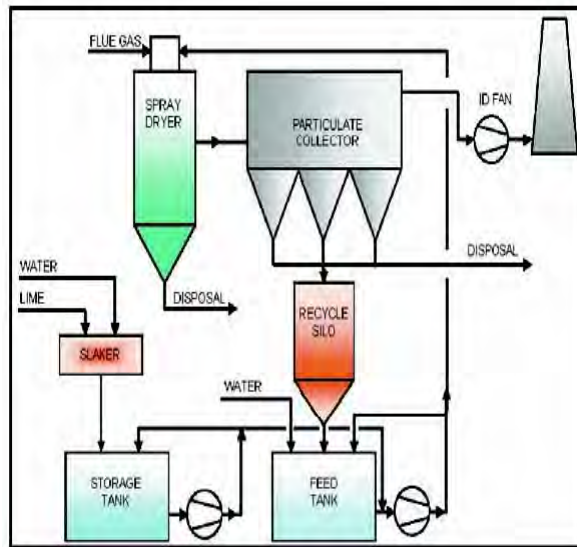 FLUE GAS
SPRAY
DRYER
PARTICULATE
COLLECTOR
ID FAN
WATER
LIME
DISPOSAL
DISPOSAL
RECYCLE
SILO
SLAKER
WATER
STORAGE
TANK
FEED
TANK